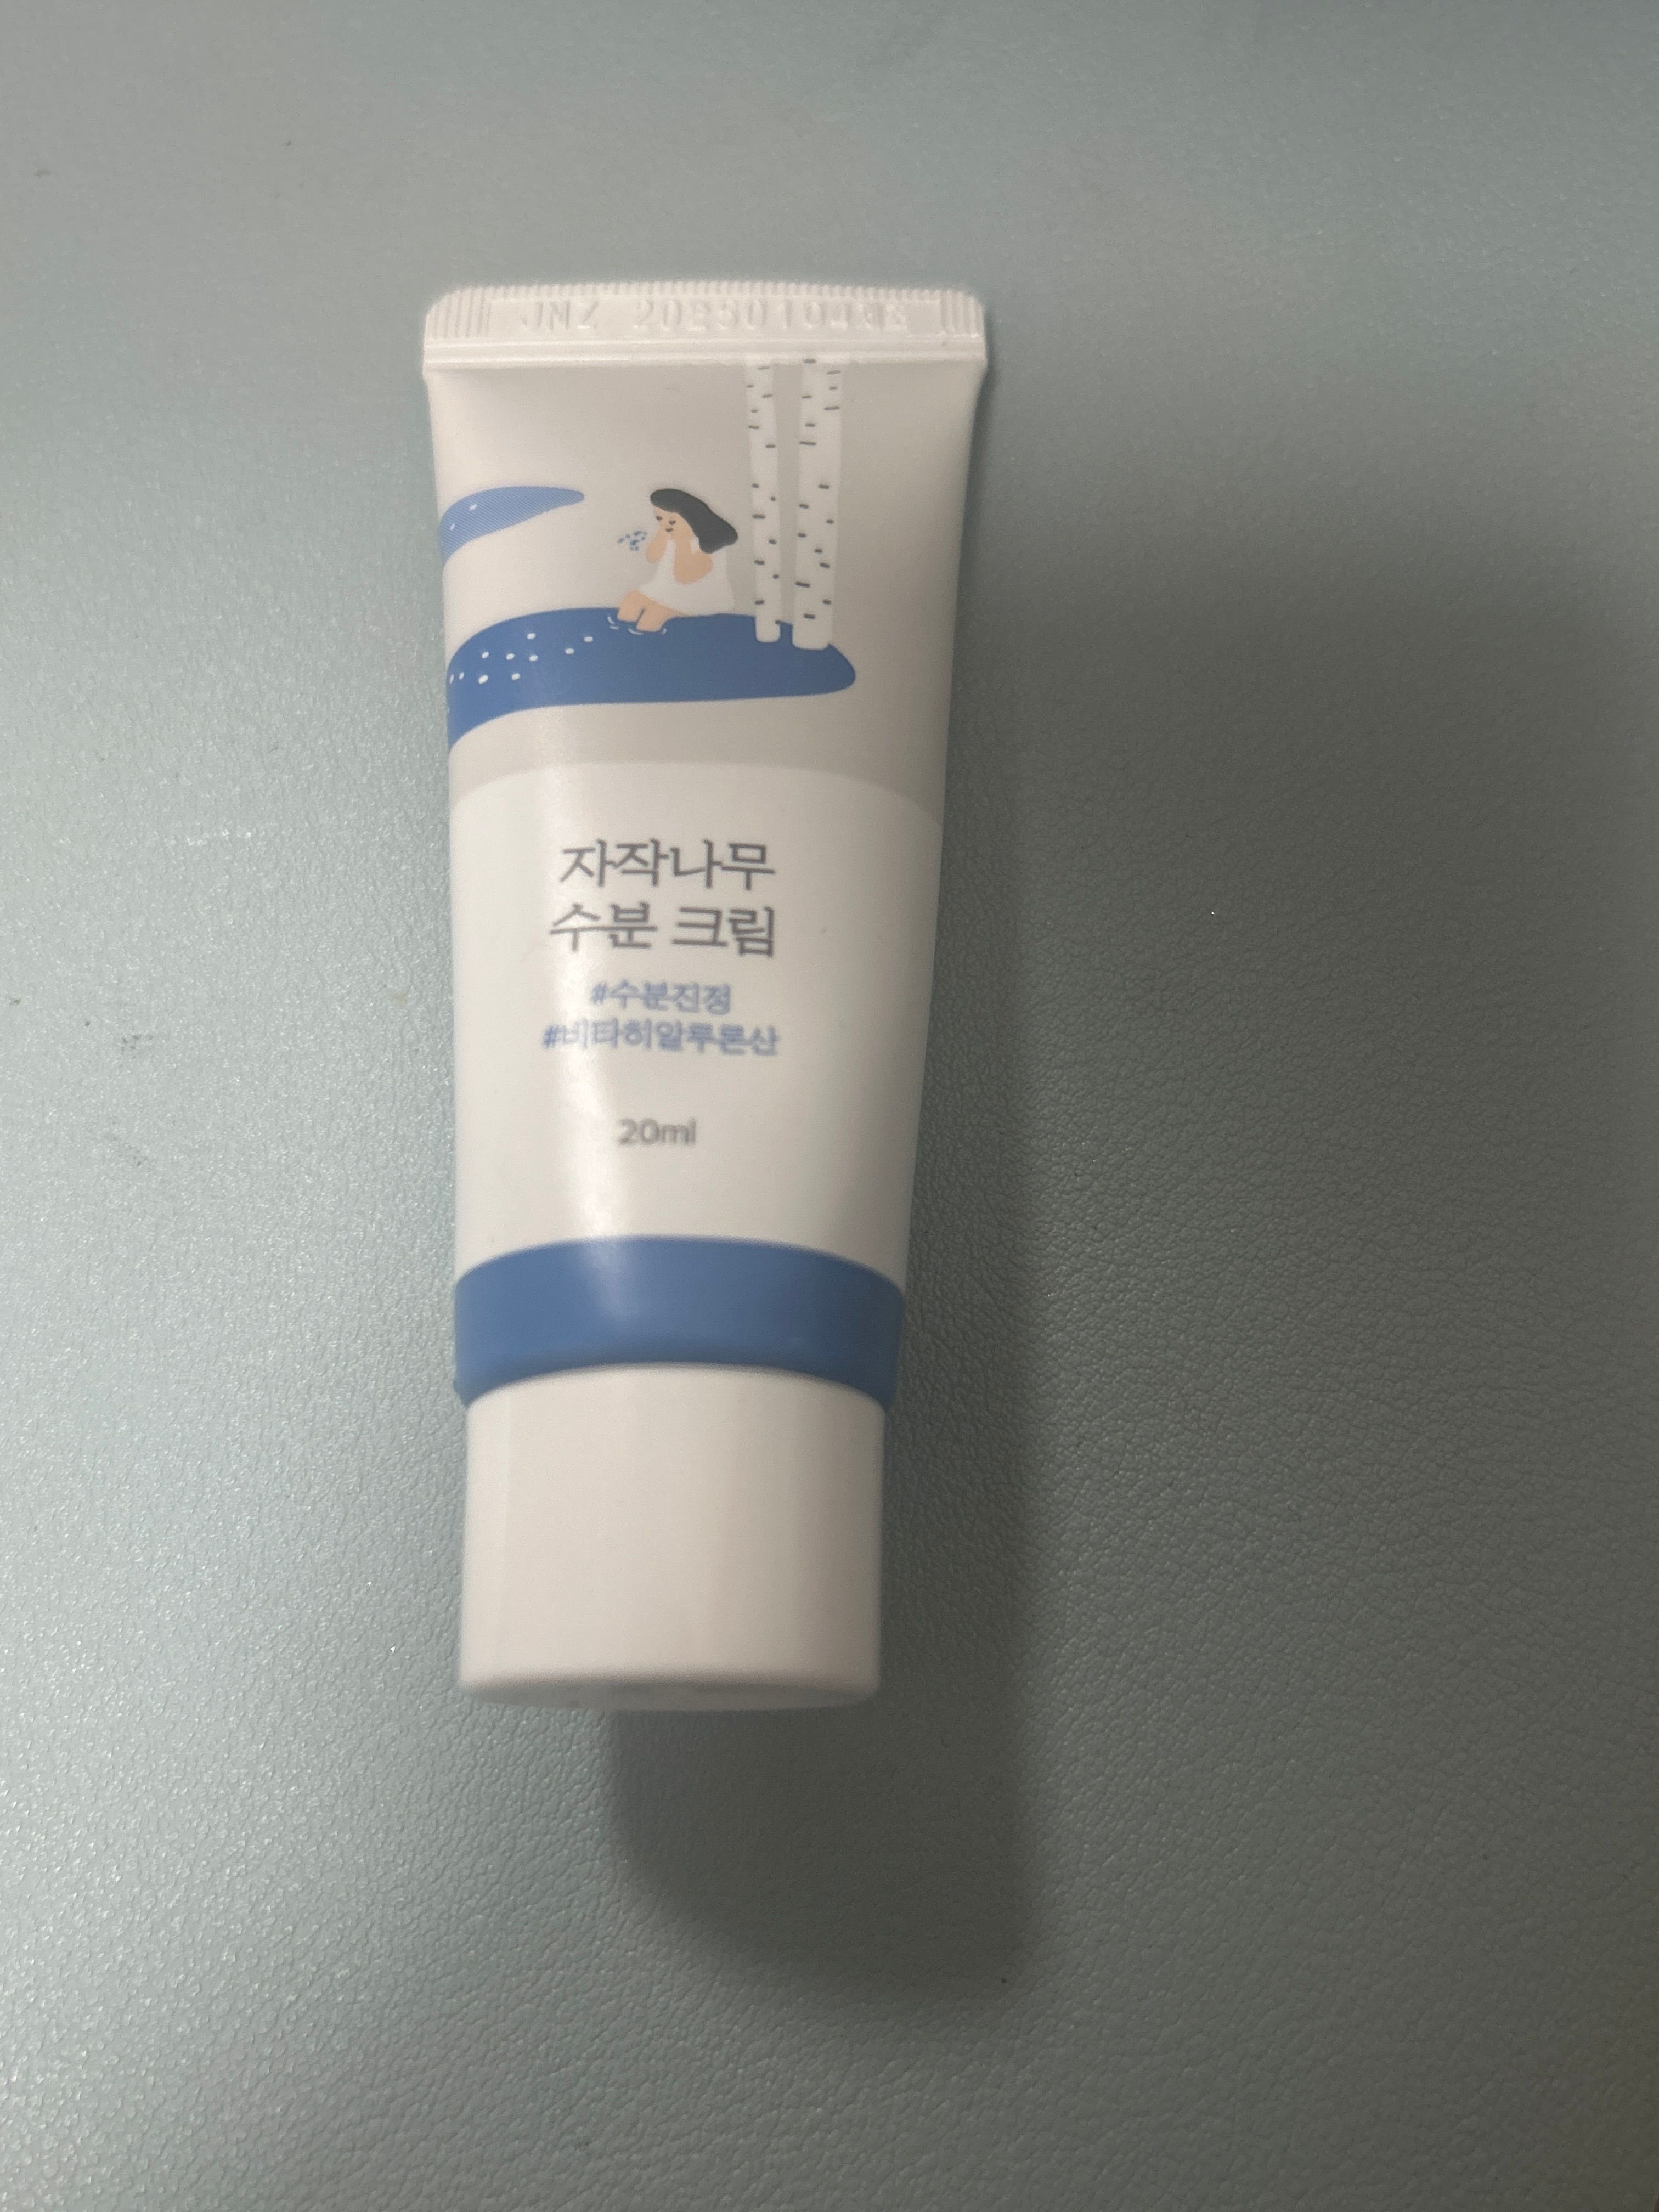 자작나무
수분 크림
#수분진정
#비타히알루론산
20ml